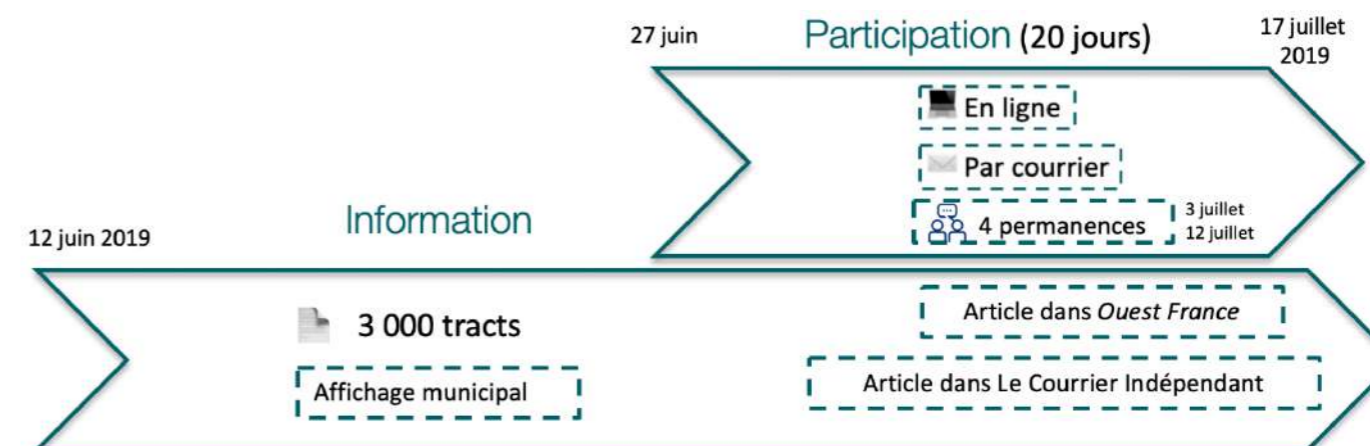 27 juin
Participation (20 jours)
17 juillet
2019
En ligne
Par courrier
4 permanences
3 juillet
12 juillet
12 juin 2019
Information
3 000 tracts
Affichage municipal
Article dans Ouest France
Article dans Le Courrier Indépendant